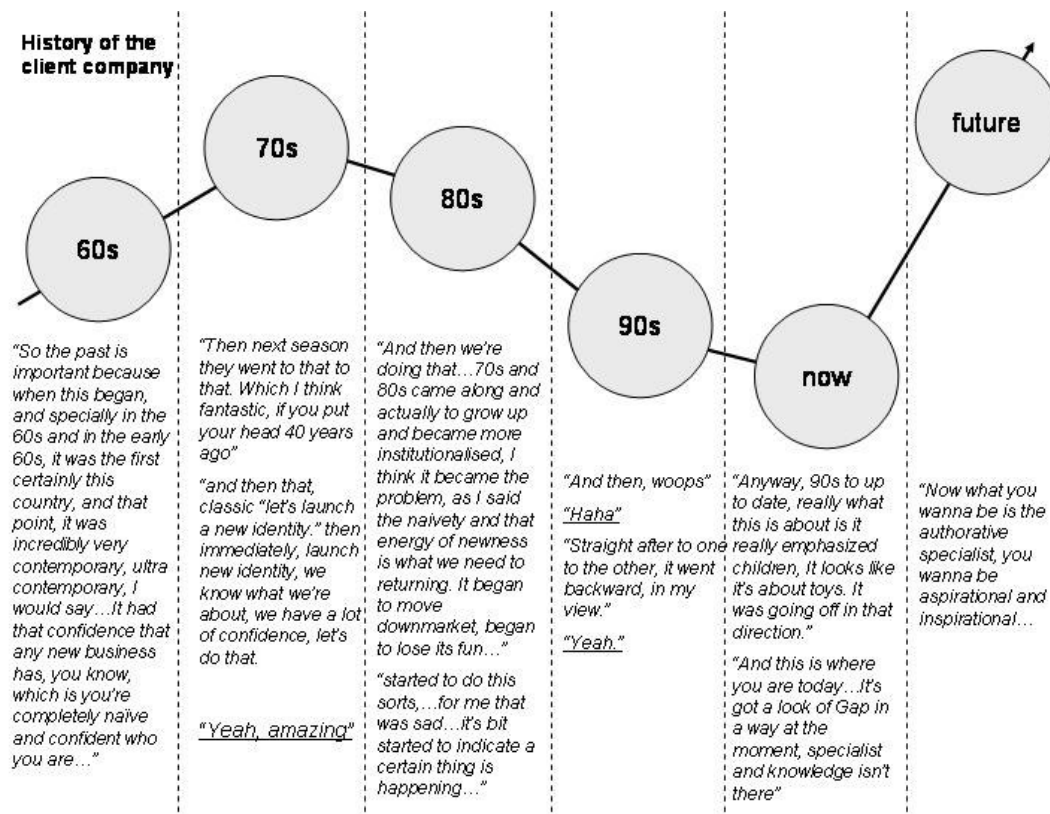 History of the
client company
60s
70s
80s
90s
now
future
“So the past is
important because
when this began,
and specially in the
60s and in the early
60s, it was the first
certainly this
country, and that
point, it was
incredibly very
contemporary, ultra
contemporary, I
would say…It had
that confidence that
any new business
has, you know,
which is you’re
completely naïve
and confident who
you are…”
“Then next season
they went to that to
that. Which I think
fantastic, if you put
your head 40 years
ago”
“and then that,
classic “let’s launch
a new identity.” then
immediately, launch
new identity, we
know what we’re
about, we have a lot
of confidence, let’s
do that.
“Yeah, amazing”
“And then we’re
doing that…70s and
80s came along and
actually to grow up
and became more
institutionalised, I
think it became the
problem, as I said
the naivety and that
energy of newness
is what we need to
returning. It began
to move
downmarket, began
to lose its fun…”
“started to do this
sorts,…for me that
was sad…it’s bit
started to indicate a
certain thing is
happening…”
“And then, woops”
“Haha”
“Straight after to one
to the other, it went
backward, in my
view.”
“Yeah.”
“Anyway, 90s to up
to date, really what
this is about is it
really emphasized
children, It looks like
it’s about toys. It
was going off in that
direction.”
“And this is where
you are today…It’s
got a look of Gap in
a way at the
moment, specialist
and knowledge isn’t
there”
“Now what you
wanna be is the
authorative
specialist, you
wanna be
aspirational and
inspirational…